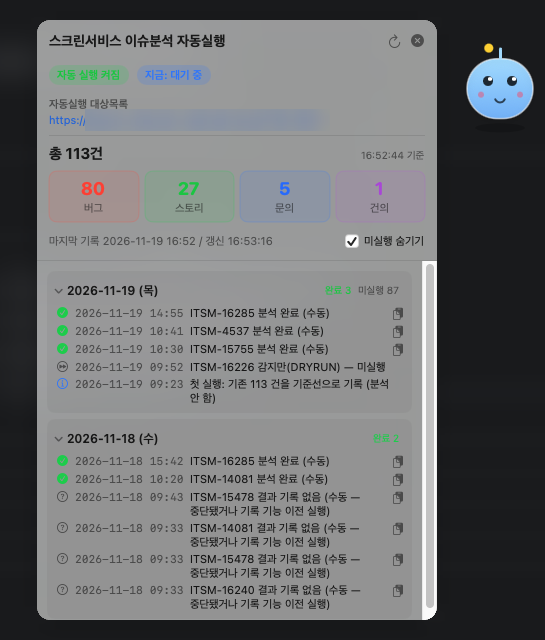 스크린서비스 이슈분석 자동실행
자동 실행 켜짐 지금: 대기 중
자동실행 대상목록
https:/
총 113건 16:52:44 기준
80 27 5 1
버그 스토리 문의 건의
마지막 기록 2026-11-19 16:52 / 갱신 16:53:16 미실행 숨기기
2026-11-19 (목) 완료 3 미실행 87
2026-11-19 14:55 ITSM-16285 분석 완료 (수동)
2026-11-19 10:41 ITSM-4537 분석 완료 (수동)
2026-11-19 10:30 ITSM-15755 분석 완료 (수동)
2026-11-19 09:52 ITSM-16226 감지만(DRYRUN) — 미실행
2026-11-19 09:23 첫 실행: 기존 113 건을 기준선으로 기록 (분석
안 함)
2026-11-18 (수) 완료 2
2026-11-18 15:42 ITSM-16285 분석 완료 (수동)
2026-11-18 10:20 ITSM-14081 분석 완료 (수동)
2026-11-18 09:43 ITSM-15478 결과 기록 없음 (수동 —
중단됐거나 기록 기능 이전 실행)
2026-11-18 09:33 ITSM-14081 결과 기록 없음 (수동 —
중단됐거나 기록 기능 이전 실행)
2026-11-18 09:33 ITSM-15478 결과 기록 없음 (수동 —
중단됐거나 기록 기능 이전 실행)
2026-11-18 09:33 ITSM-16240 결과 기록 없음 (수동 —
중단됐거나 기록 기능 이전 실행)